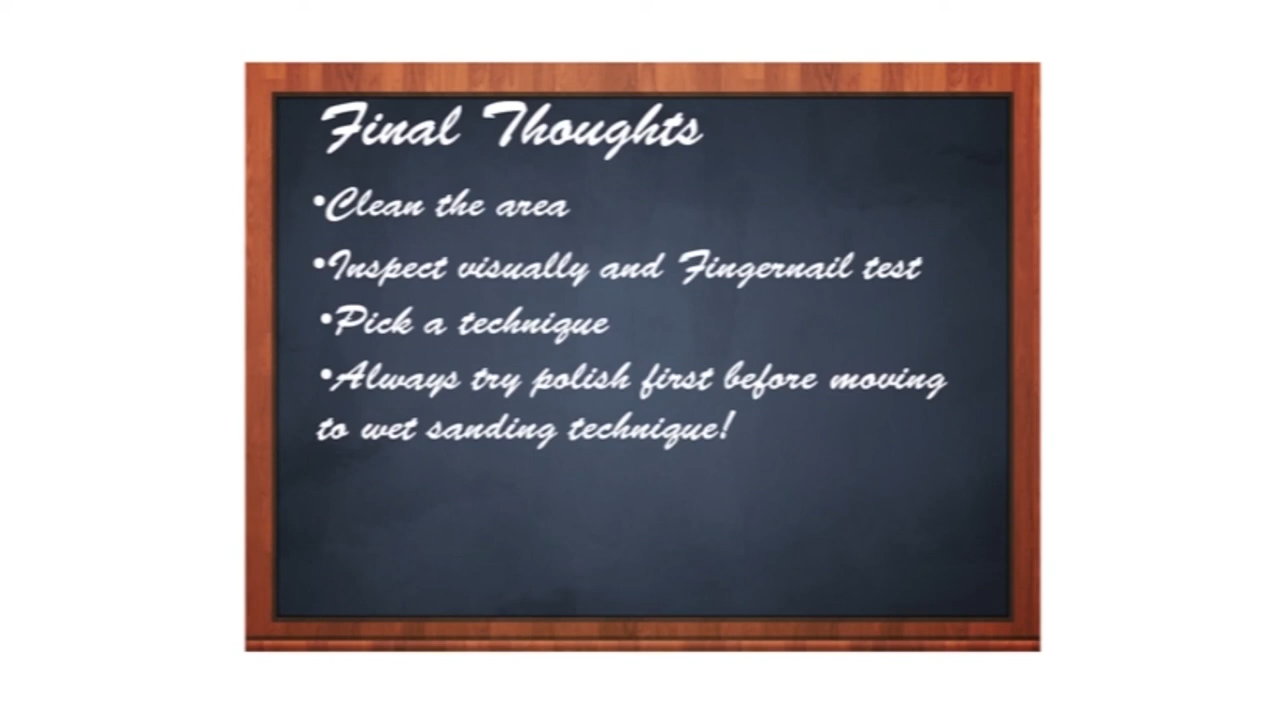 Final Thoughts
•Clean the area
•Inspect visually and Fingernail test
•Pick a technique
•Always try polish first before moving
to wet sanding technique!